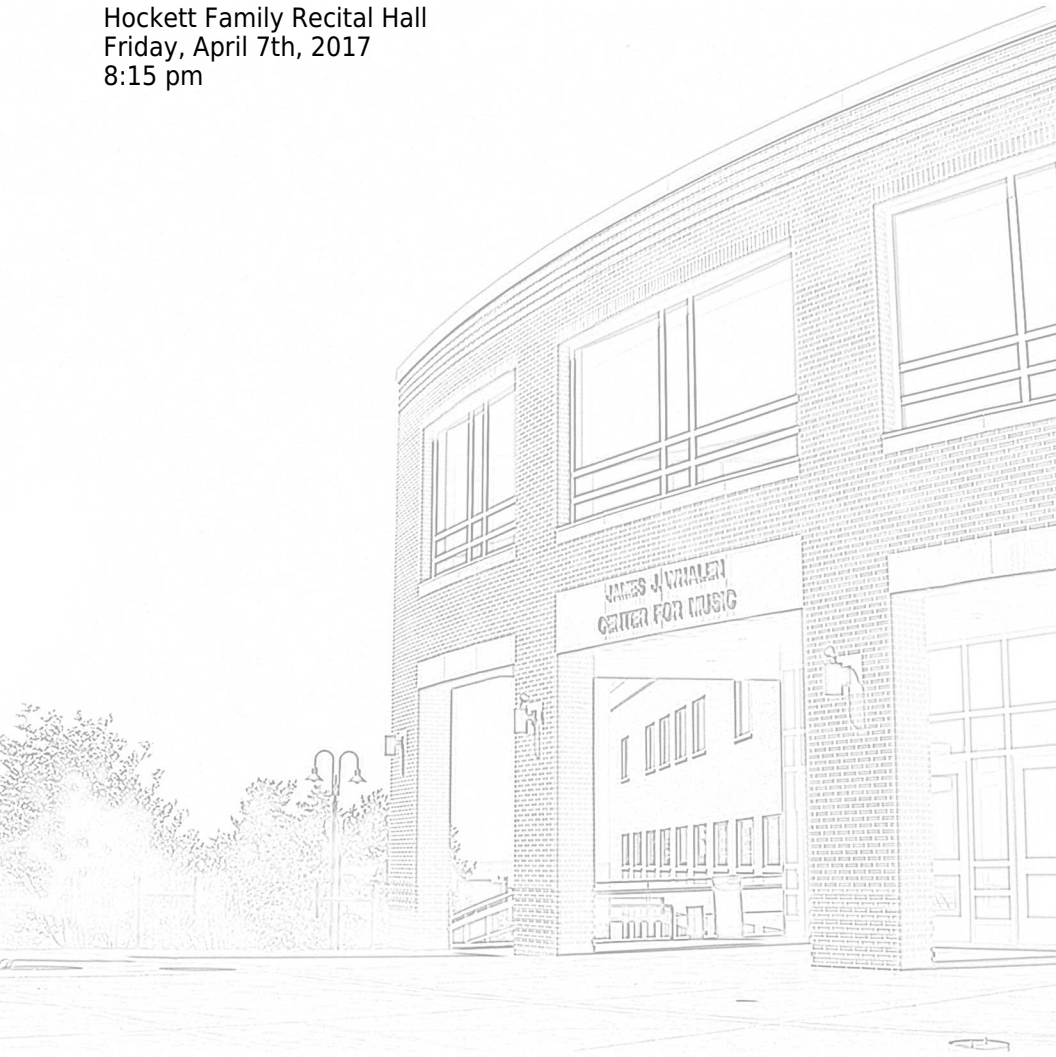 Hockett Family Recital Hall
Friday, April 7th, 2017
8:15 pm
JAMES J. WHALEN
CENTER FOR MUSIC